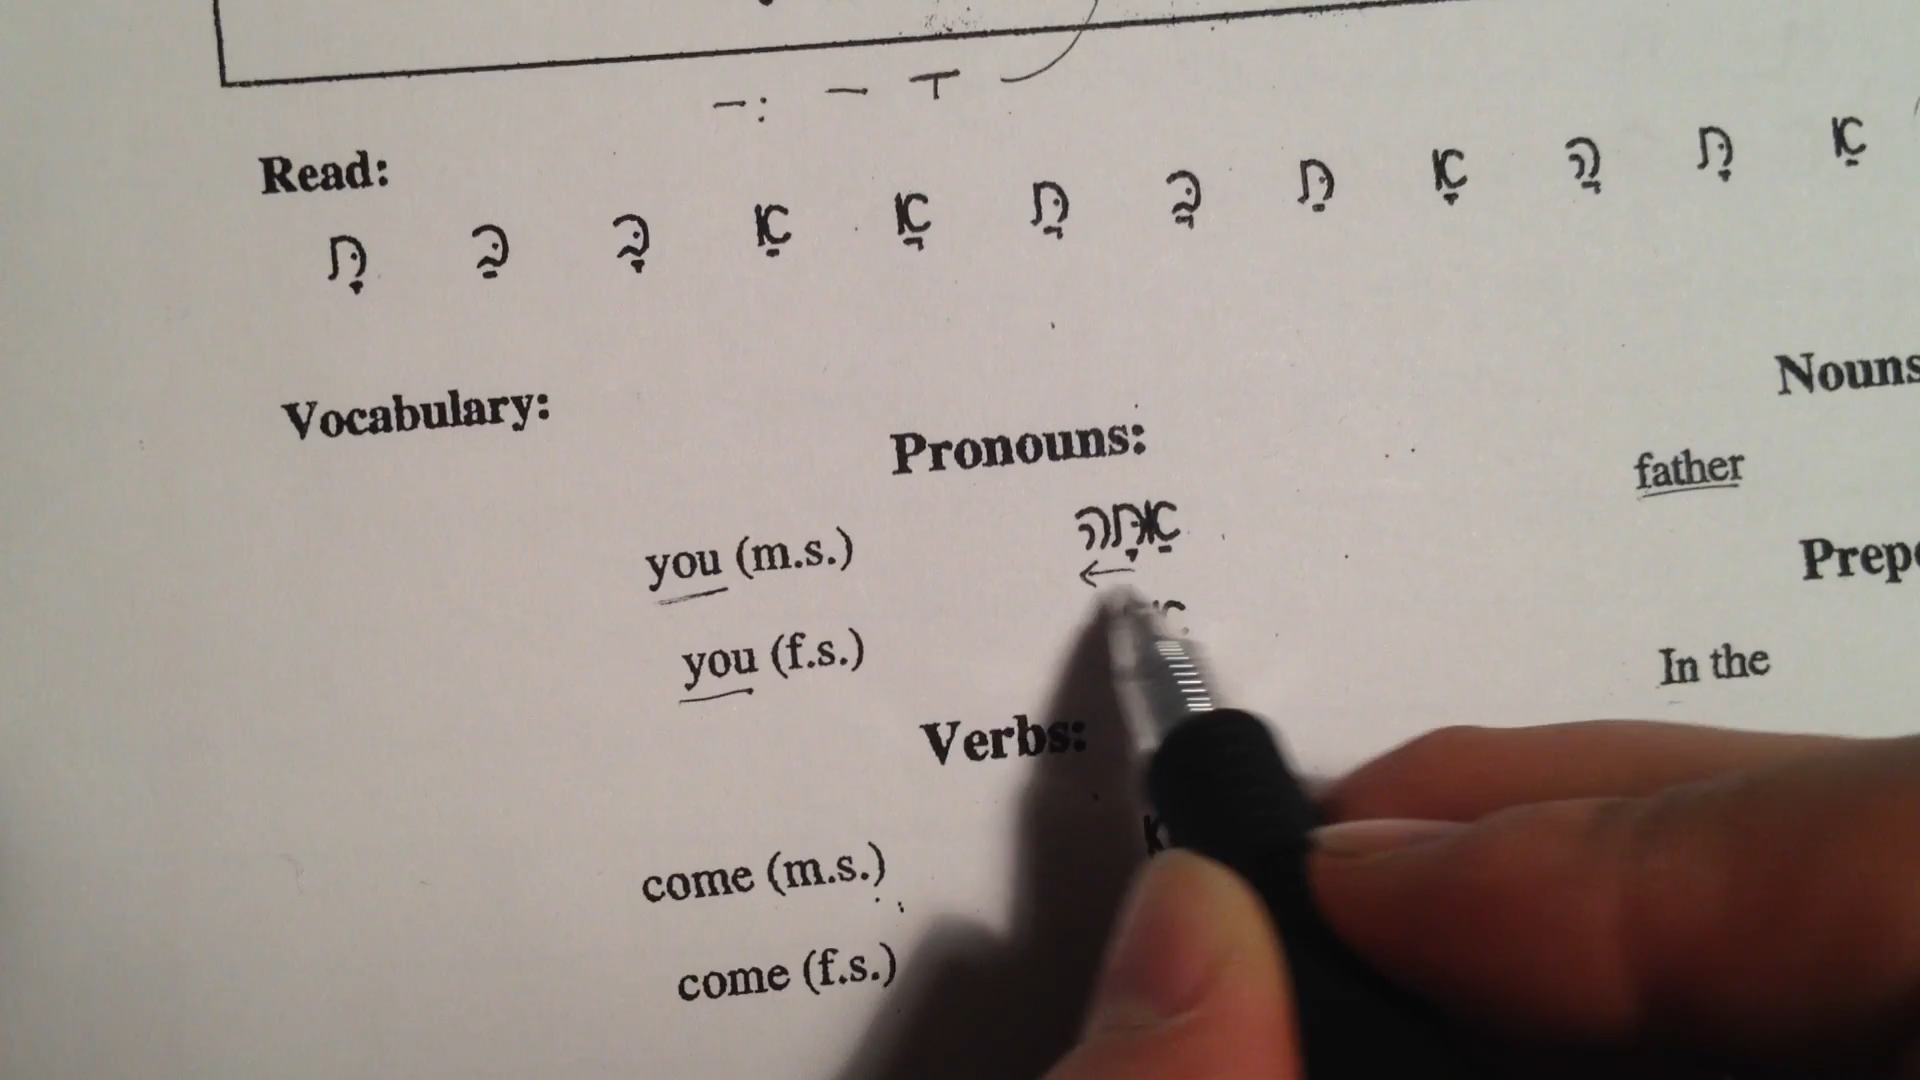 Read:
אַ תָּ הָ אָ תַּ בָּ תָּ אָ אַ בָּ בַּ תָּ
Vocabulary:
Nouns
Pronouns:
father
you (m.s.) אַתָּה
Prep
you (f.s.)
In the
Verbs:
come (m.s.)
come (f.s.)